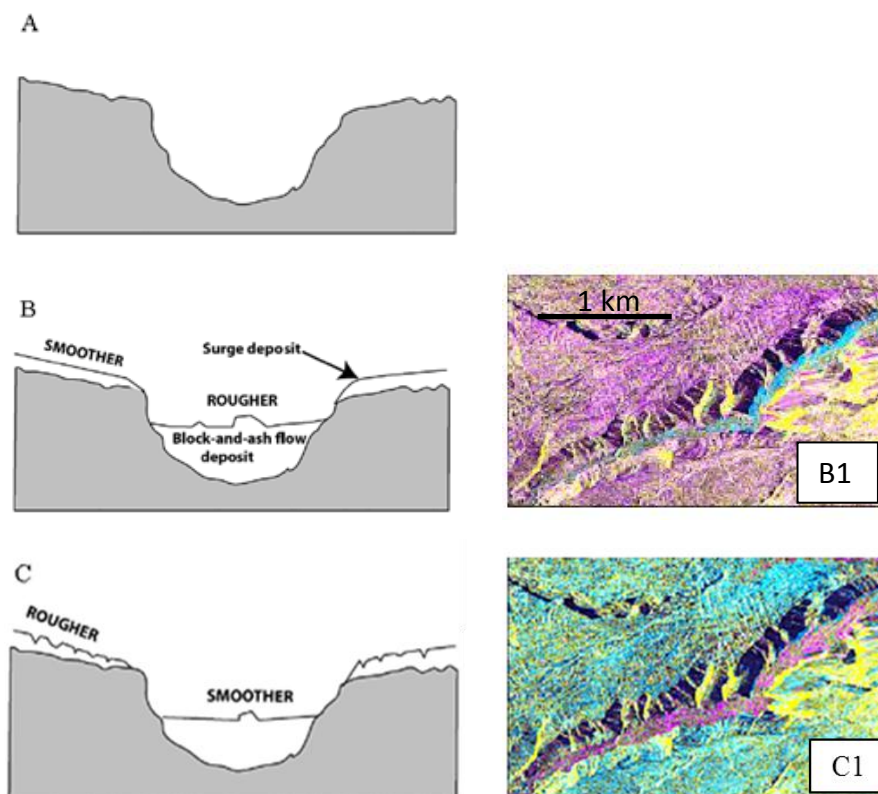 A
B
SMOOTHER
Surge deposit
ROUGHER
Block-and-ash flow
deposit
1 km
B1
C
ROUGHER
SMOOTHER
C1